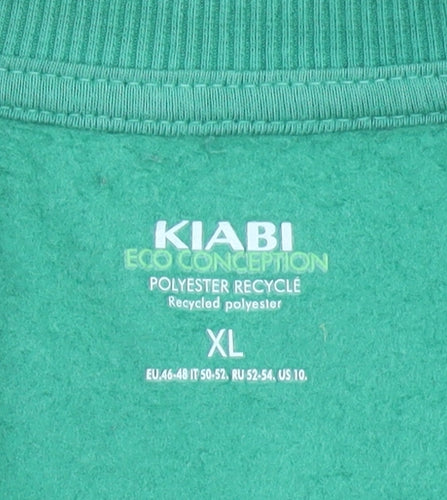 KIABI
ECO CONCEPTION
POLYESTER RECYCLÉ
Recycled polyester
XL
EU.46-48 IT 50-52. RU 52-54. US 10.